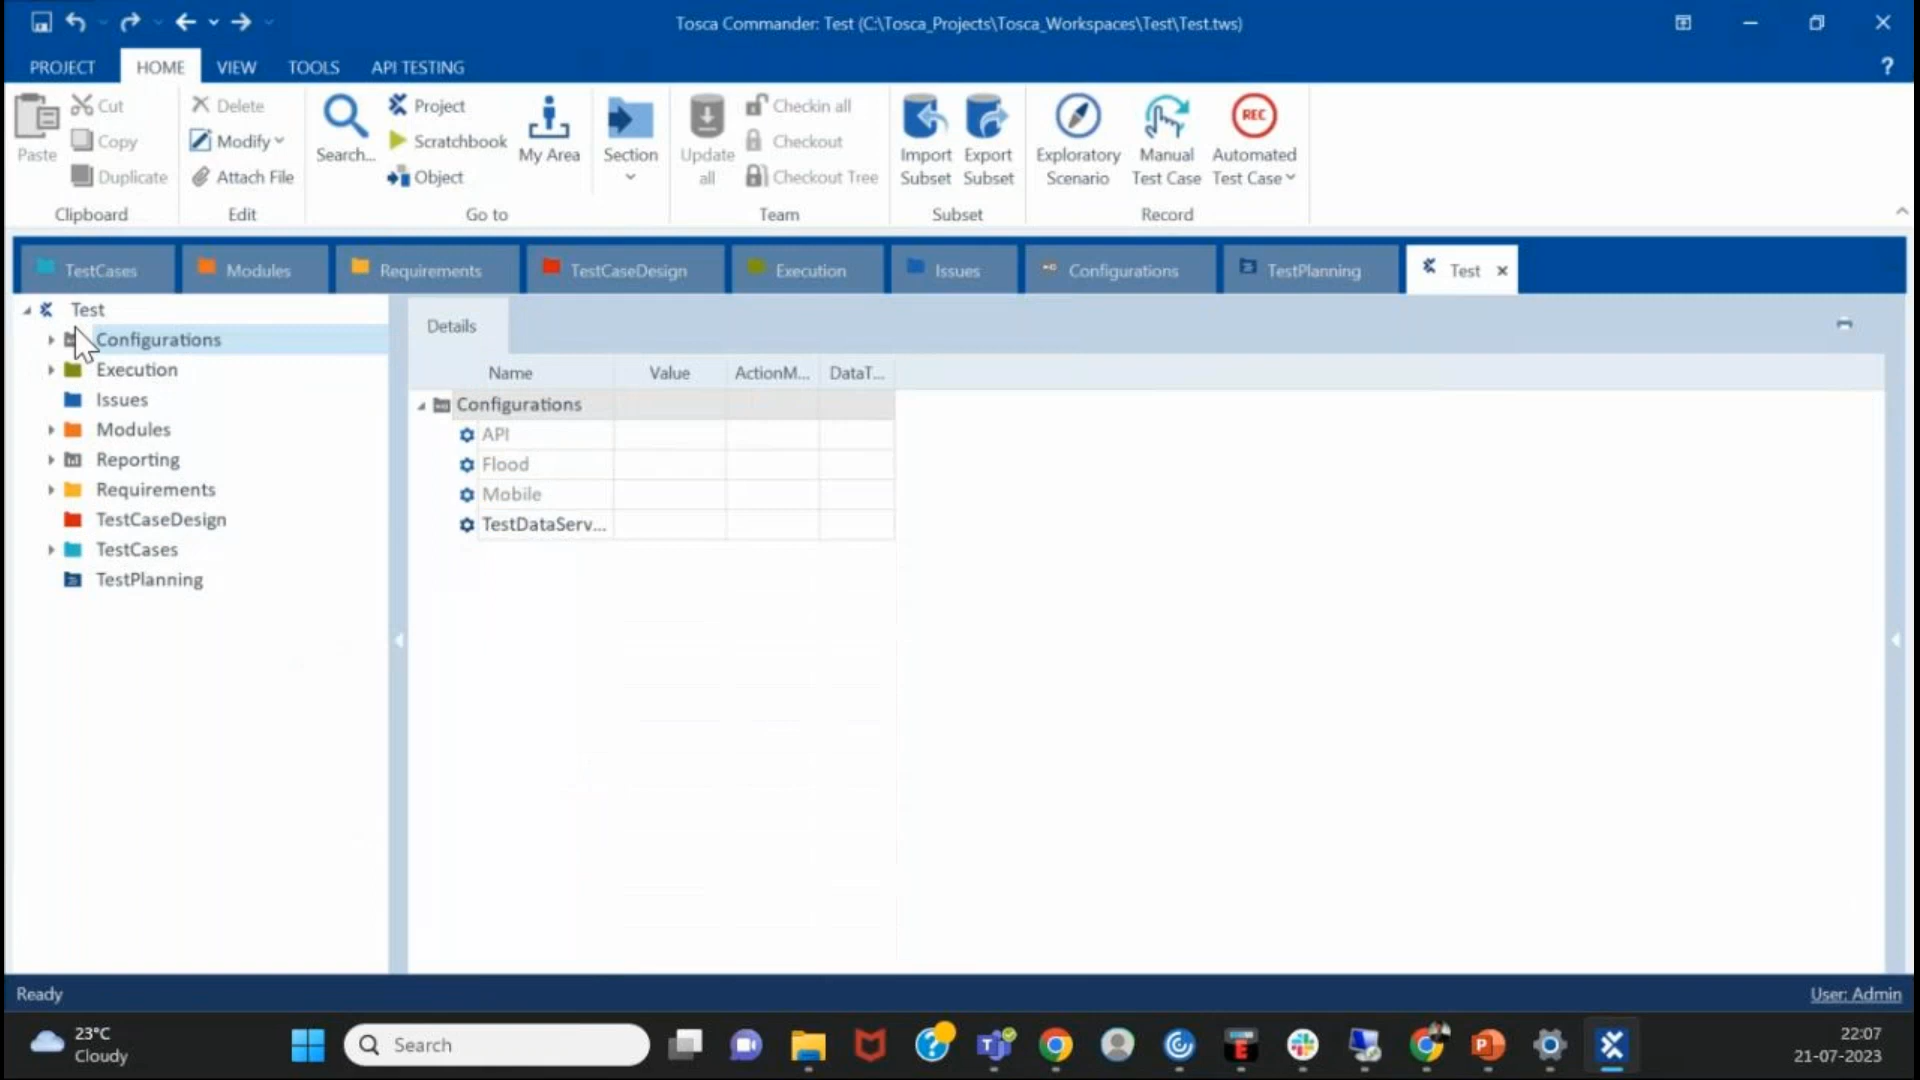 Tosca Commander: Test (C:\Tosca_Projects\Tosca_Workspaces\Test\Test.tws)
PROJECT HOME VIEW TOOLS API TESTING ?
Paste
Cut
Copy
Duplicate
Clipboard
Delete
Modify
Attach File
Edit
Search...
Project
Scratchbook
Object
My Area
Section
Go to
Update
all
Checkin all
Checkout
Checkout Tree
Team
Import
Subset
Export
Subset
Subset
Exploratory
Scenario
Manual
Test Case
REC
Automated
Test Case
Record
TestCases Modules Requirements TestCaseDesign Execution Issues Configurations TestPlanning Test
Test
Configurations
Execution
Issues
Modules
Reporting
Requirements
TestCaseDesign
TestCases
TestPlanning
Details
Name Value ActionM... DataT...
Configurations
API
Flood
Mobile
TestDataServ...
Ready User: Admin
23°C
Cloudy
Search
22:07
21-07-2023